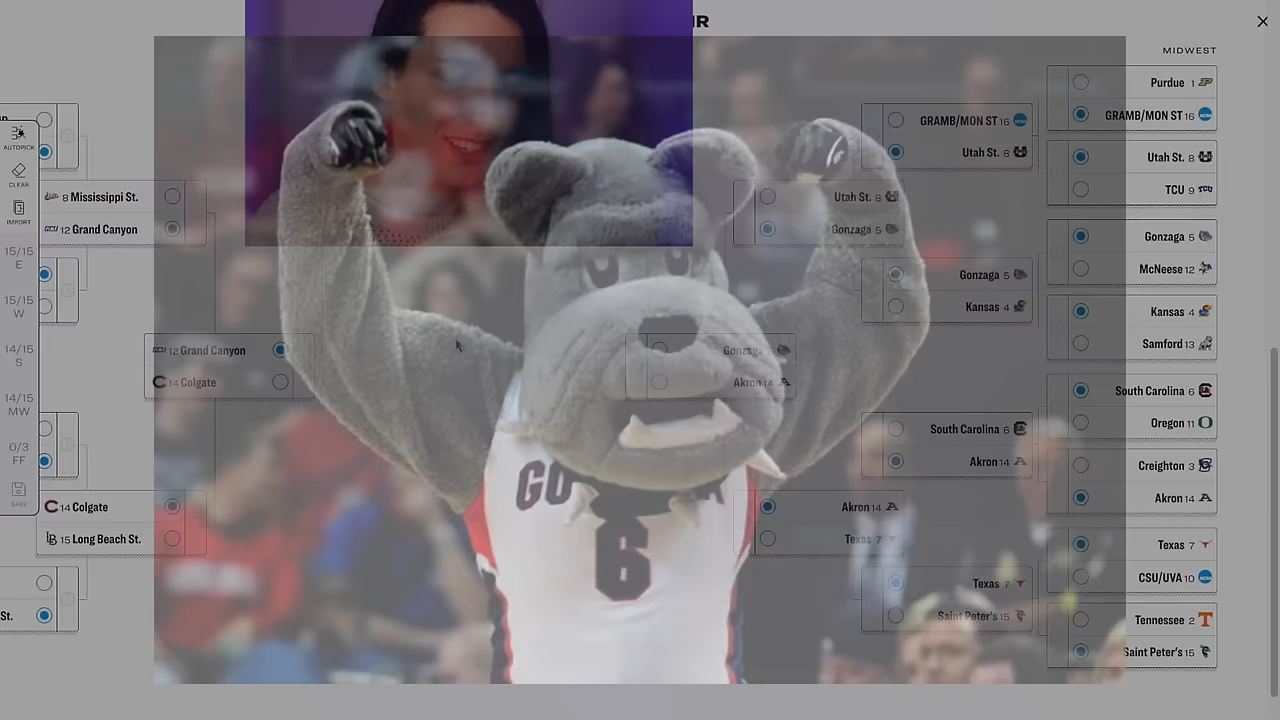 IR
MIDWEST
AUTOPICK
CLEAR
IMPORT
15/15
E
15/15
W
14/15
S
14/15
MW
0/3
FF
SAVE
8 Mississippi St.
12 Grand Canyon
12 Grand Canyon
14 Colgate
14 Colgate
15 Long Beach St.
St.
GO
6
Gonzaga 5
Akron 14
Utah St. 8
Gonzaga 5
Akron 14
Texas 7
GRAMB/MON ST 16
Utah St. 8
Gonzaga 5
Kansas 4
South Carolina 6
Akron 14
Texas 7
Saint Peter's 15
Purdue 1
GRAMB/MON ST 16
Utah St. 8
TCU 9
Gonzaga 5
McNeese 12
Kansas 4
Samford 13
South Carolina 6
Oregon 11
Creighton 3
Akron 14
Texas 7
CSU/UVA 10
Tennessee 2
Saint Peter's 15